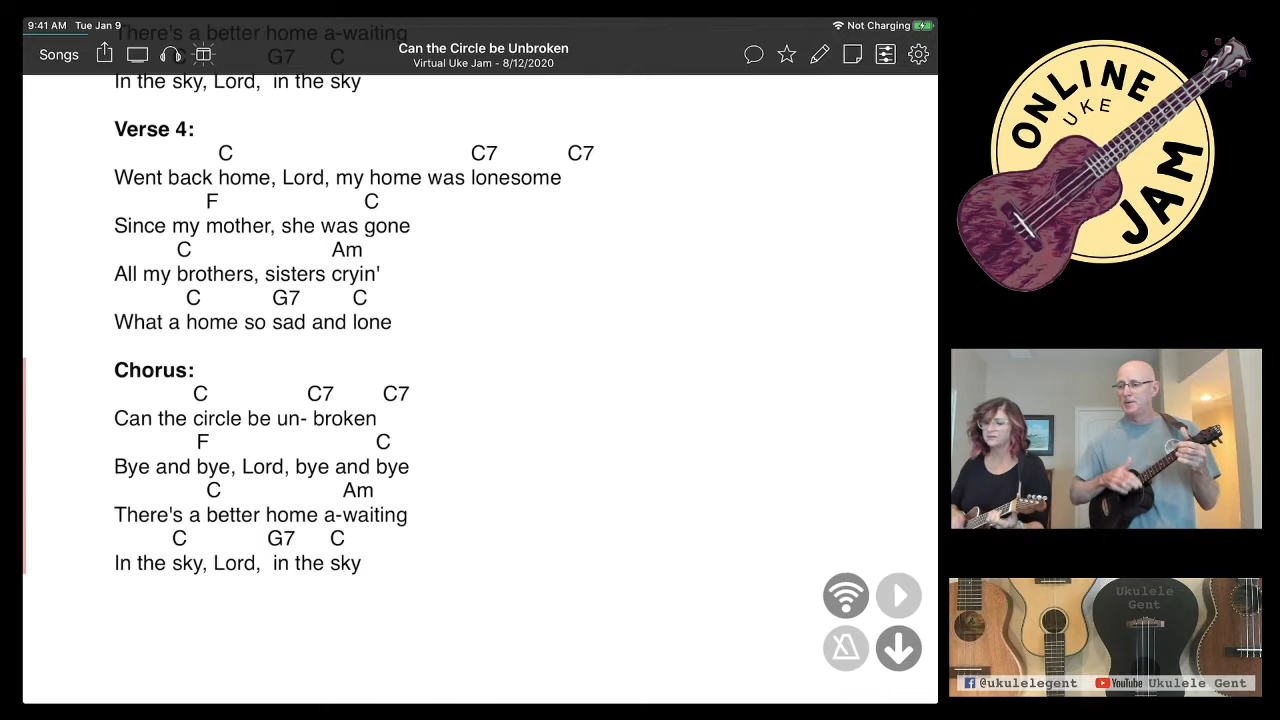 9:41 AM Tue Jan 9
Not Charging
There's a better home a-waiting
Songs
Can the Circle be Unbroken
Virtual Uke Jam - 8/12/2020
C G7 C
In the sky, Lord, in the sky
Verse 4:
C C7 C7
Went back home, Lord, my home was lonesome
F C
Since my mother, she was gone
C Am
All my brothers, sisters cryin'
C G7 C
What a home so sad and lone
Chorus:
C C7 C7
Can the circle be un- broken
F C
Bye and bye, Lord, bye and bye
C Am
There's a better home a-waiting
C G7 C
In the sky, Lord, in the sky
ONLINE
UKE
JAM
Ukulele
Gent
@ukulelegent YouTube Ukulele Gent